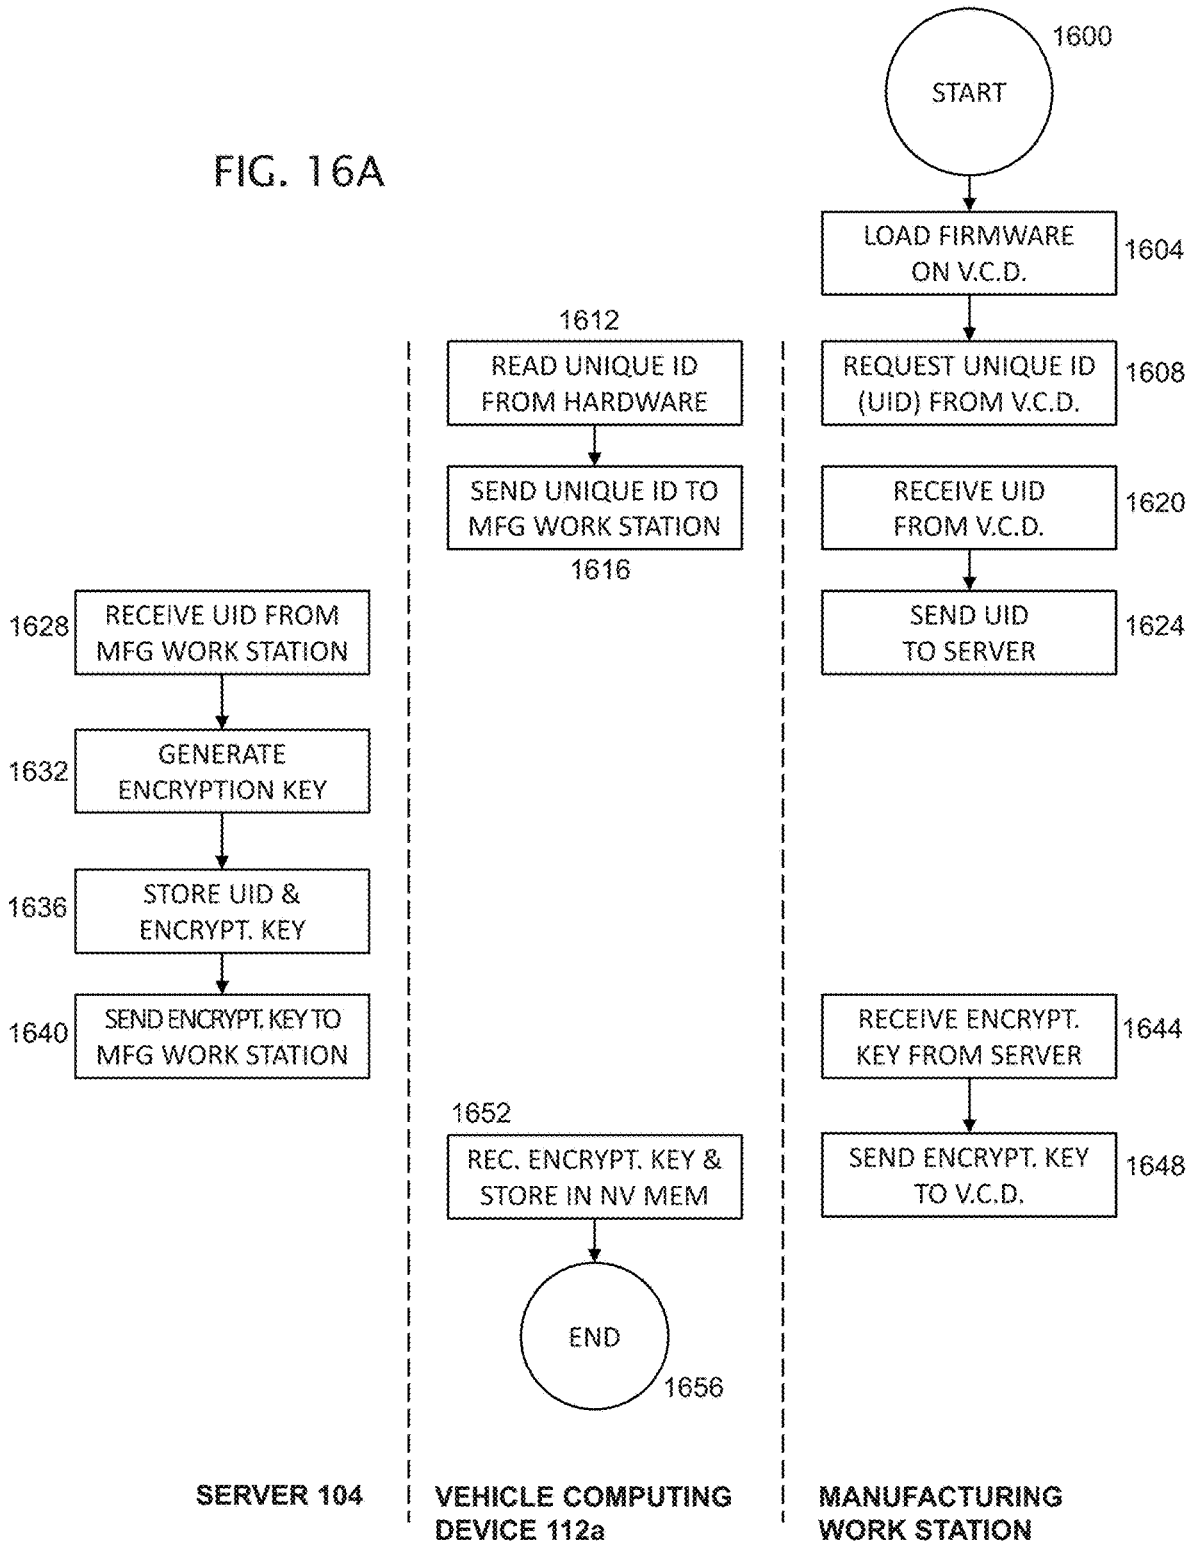 1600
START
FIG. 16A
LOAD FIRMWARE
ON V.C.D.
1604
1612
READ UNIQUE ID
FROM HARDWARE
REQUEST UNIQUE ID
(UID) FROM V.C.D.
1608
SEND UNIQUE ID TO
MFG WORK STATION
1616
RECEIVE UID
FROM V.C.D.
1620
1628
RECEIVE UID FROM
MFG WORK STATION
SEND UID
TO SERVER
1624
1632
GENERATE
ENCRYPTION KEY
1636
STORE UID &
ENCRYPT. KEY
1640
SEND ENCRYPT. KEY TO
MFG WORK STATION
RECEIVE ENCRYPT.
KEY FROM SERVER
1644
1652
REC. ENCRYPT. KEY &
STORE IN NV MEM
SEND ENCRYPT. KEY
TO V.C.D.
1648
END
1656
SERVER 104
VEHICLE COMPUTING
DEVICE 112a
MANUFACTURING
WORK STATION